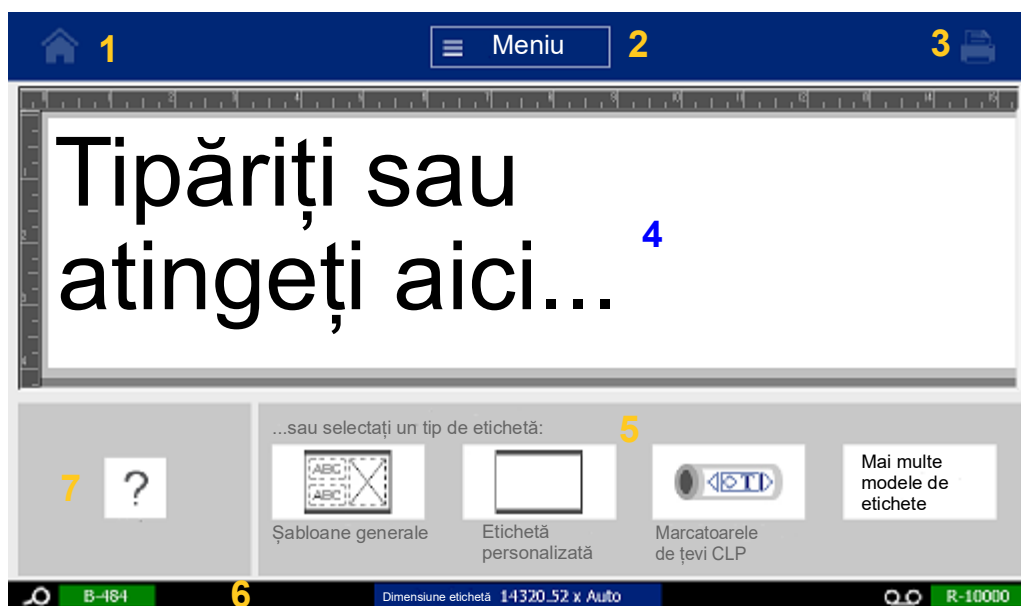 1
Meniu
2
3
Tipăriți sau
atingeți aici...
4
...sau selectați un tip de etichetă:
5
7
?
ABC
ABC
Șabloane generale
Etichetă
personalizată
Marcatoarele
de țevi CLP
Mai multe
modele de
etichete
B-484
6
Dimensiune etichetă 14320.52 x Auto
R-10000